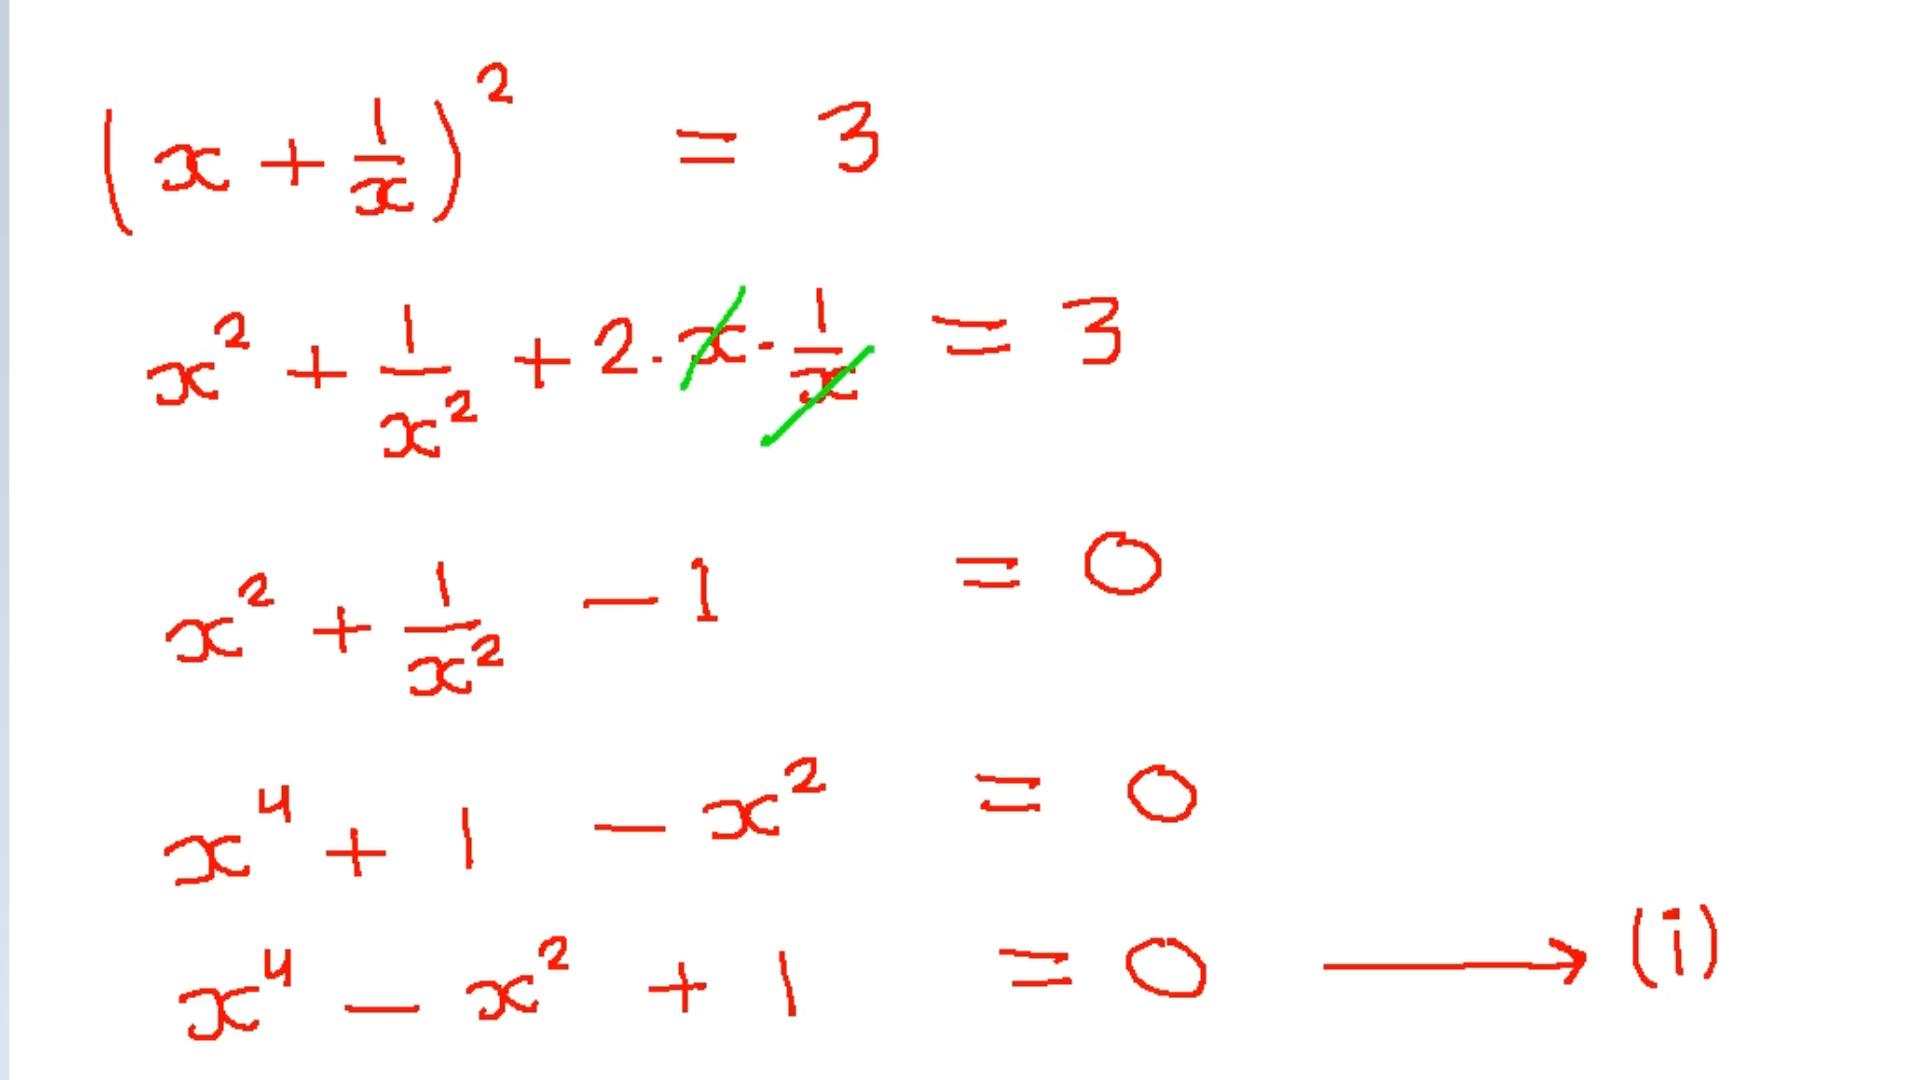 (x + 1/x)² = 3
x² + 1/x² + 2 · x · 1/x = 3
x² + 1/x² − 1 = 0
x⁴ + 1 − x² = 0
x⁴ − x² + 1 = 0 ⟶ (i)